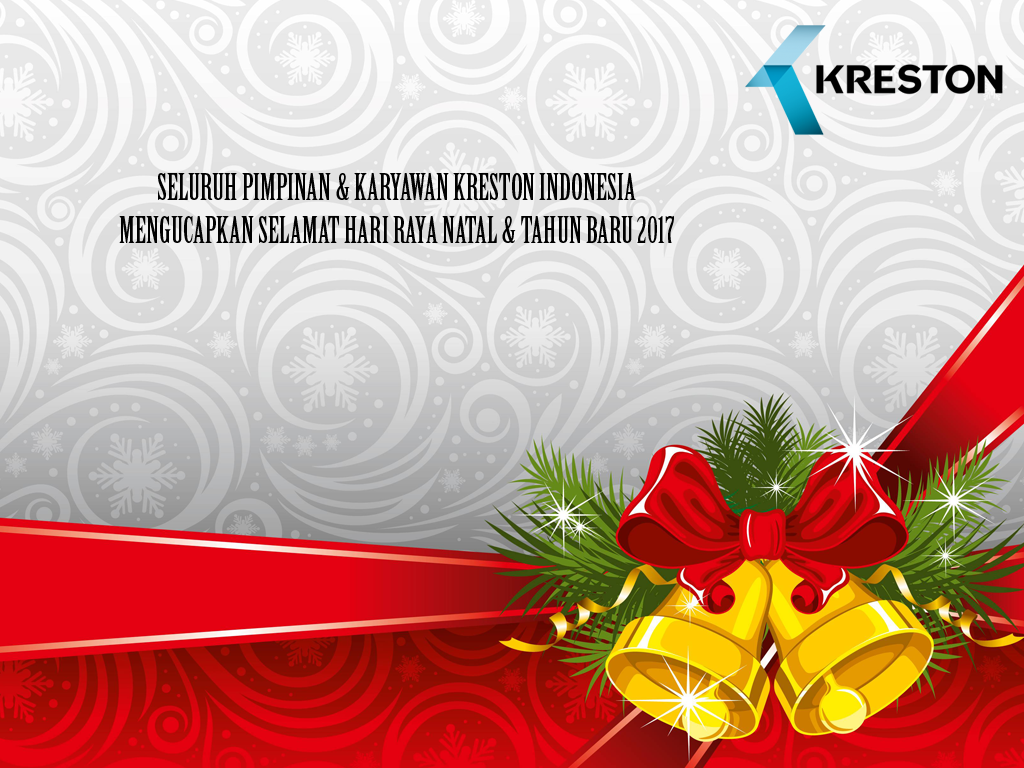 KRESTON
SELURUH PIMPINAN & KARYAWAN KRESTON INDONESIA
MENGUCAPKAN SELAMAT HARI RAYA NATAL & TAHUN BARU 2017